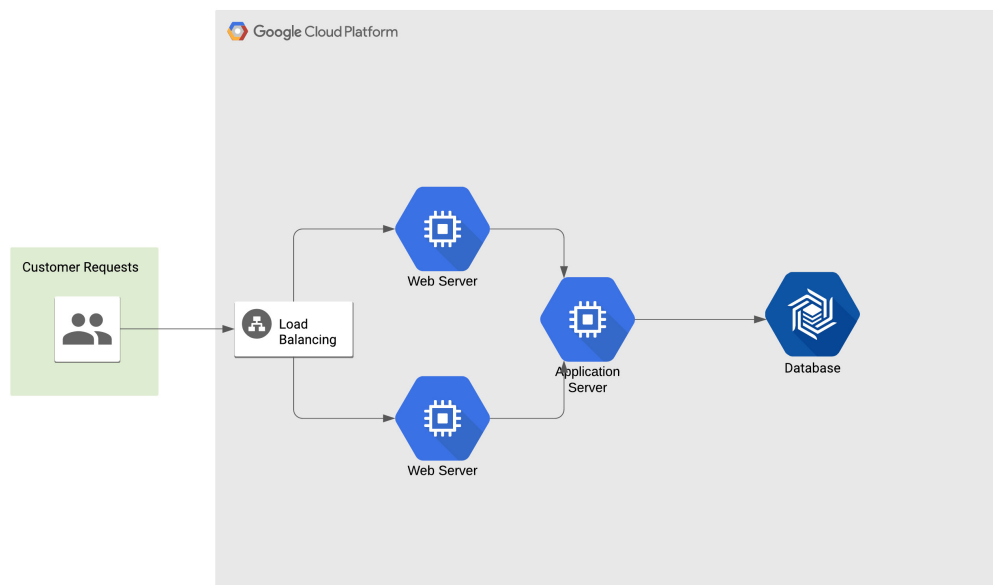 Google Cloud Platform
Customer Requests
Web Server
Load
Balancing
Application
Server
Database
Web Server